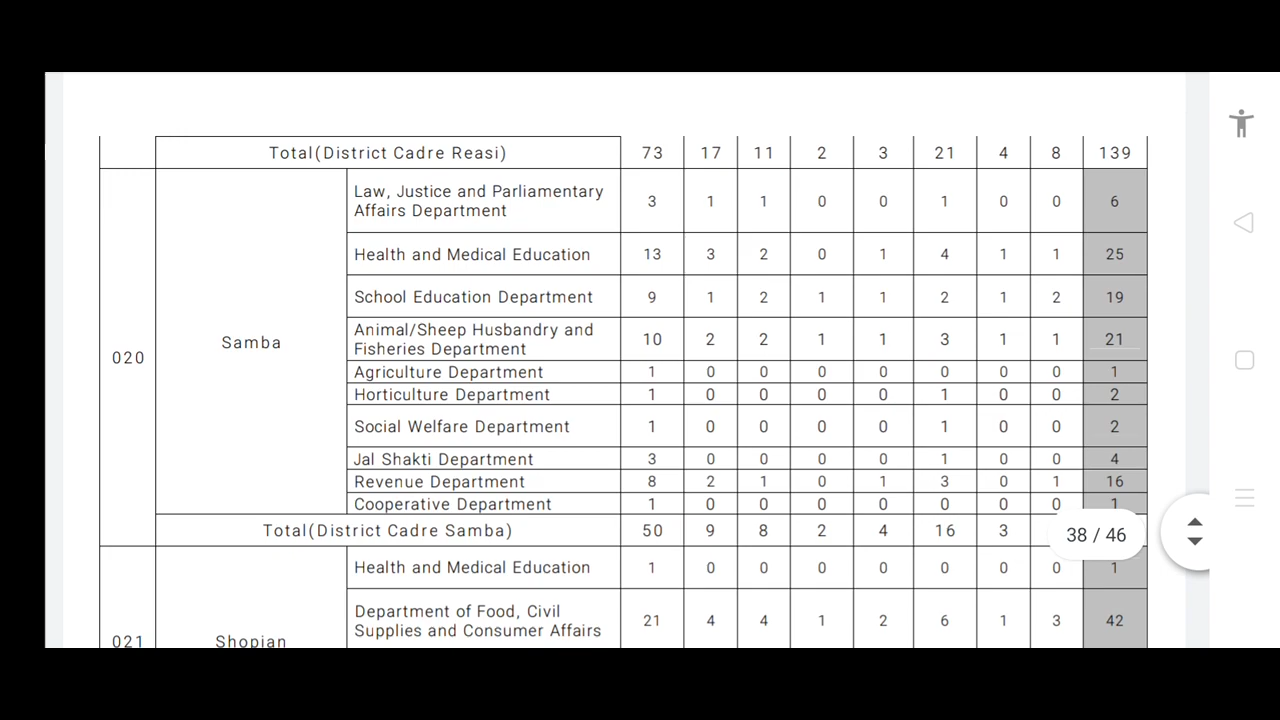 Total(District Cadre Reasi) 73 17 11 2 3 21 4 8 139
020 Samba
Law, Justice and Parliamentary
Affairs Department 3 1 1 0 0 1 0 0 6
Health and Medical Education 13 3 2 0 1 4 1 1 25
School Education Department 9 1 2 1 1 2 1 2 19
Animal/Sheep Husbandry and
Fisheries Department 10 2 2 1 1 3 1 1 21
Agriculture Department 1 0 0 0 0 0 0 0 1
Horticulture Department 1 0 0 0 0 1 0 0 2
Social Welfare Department 1 0 0 0 0 1 0 0 2
Jal Shakti Department 3 0 0 0 0 1 0 0 4
Revenue Department 8 2 1 0 1 3 0 1 16
Cooperative Department 1 0 0 0 0 0 0 0 1
Total(District Cadre Samba) 50 9 8 2 4 16 3
38 / 46
021 Shopian
Health and Medical Education 1 0 0 0 0 0 0 0 1
Department of Food, Civil
Supplies and Consumer Affairs 21 4 4 1 2 6 1 3 42